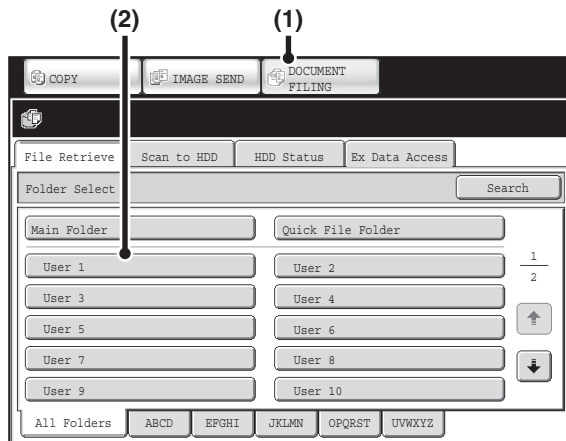 (2) (1)
COPY IMAGE SEND DOCUMENT
FILING
File Retrieve Scan to HDD HDD Status Ex Data Access
Folder Select Search
Main Folder Quick File Folder
User 1 User 2 1
2
User 3 User 4
User 5 User 6
User 7 User 8
User 9 User 10
All Folders ABCD EFGHI JKLMN OPQRST UVWXYZ